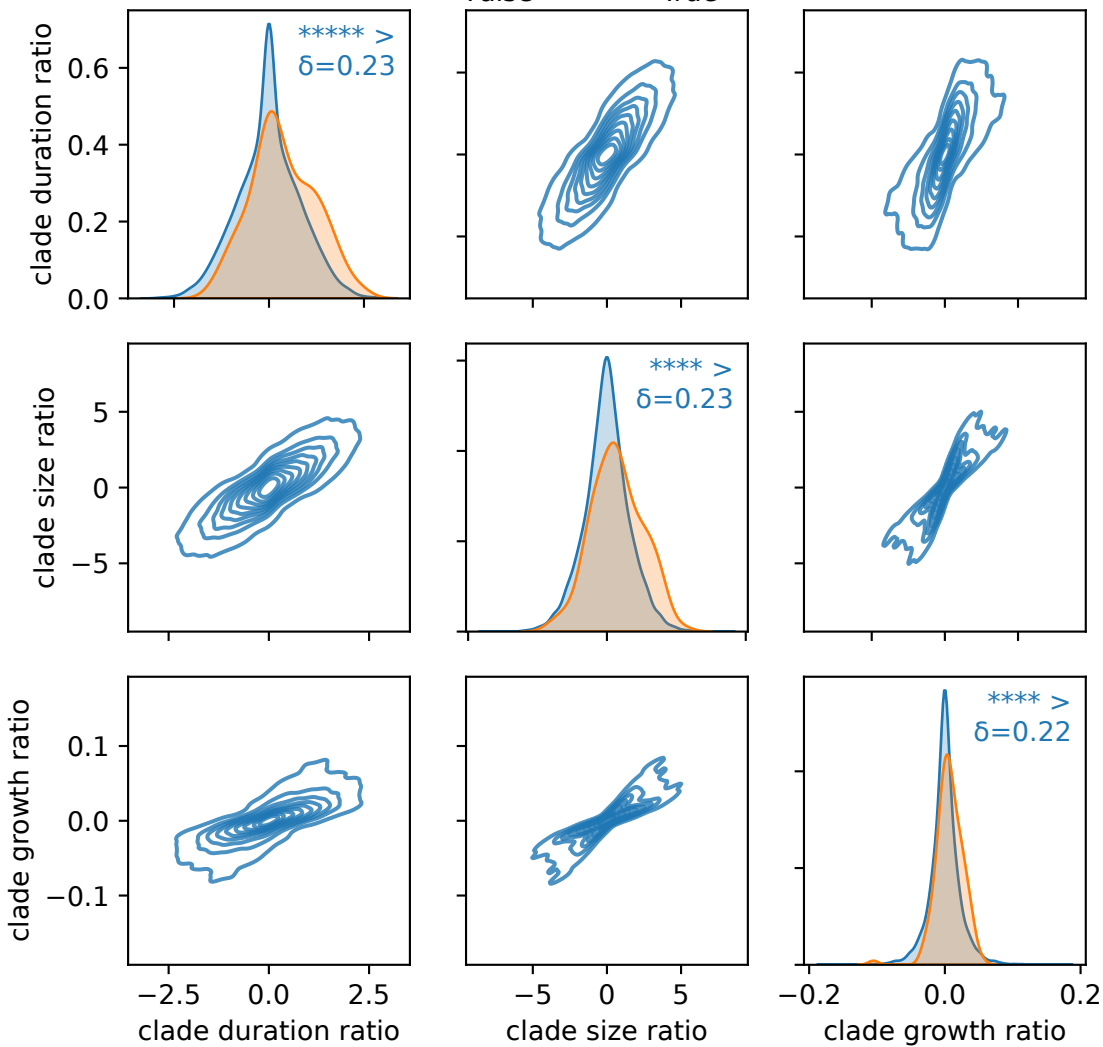 clade duration ratio
0.6
0.4
0.2
0.0
***** >
δ=0.23
clade size ratio
5
0
−5
**** >
δ=0.23
clade growth ratio
0.1
0.0
−0.1
**** >
δ=0.22
−2.5 0.0 2.5
clade duration ratio
−5 0 5
clade size ratio
−0.2 0.0 0.2
clade growth ratio